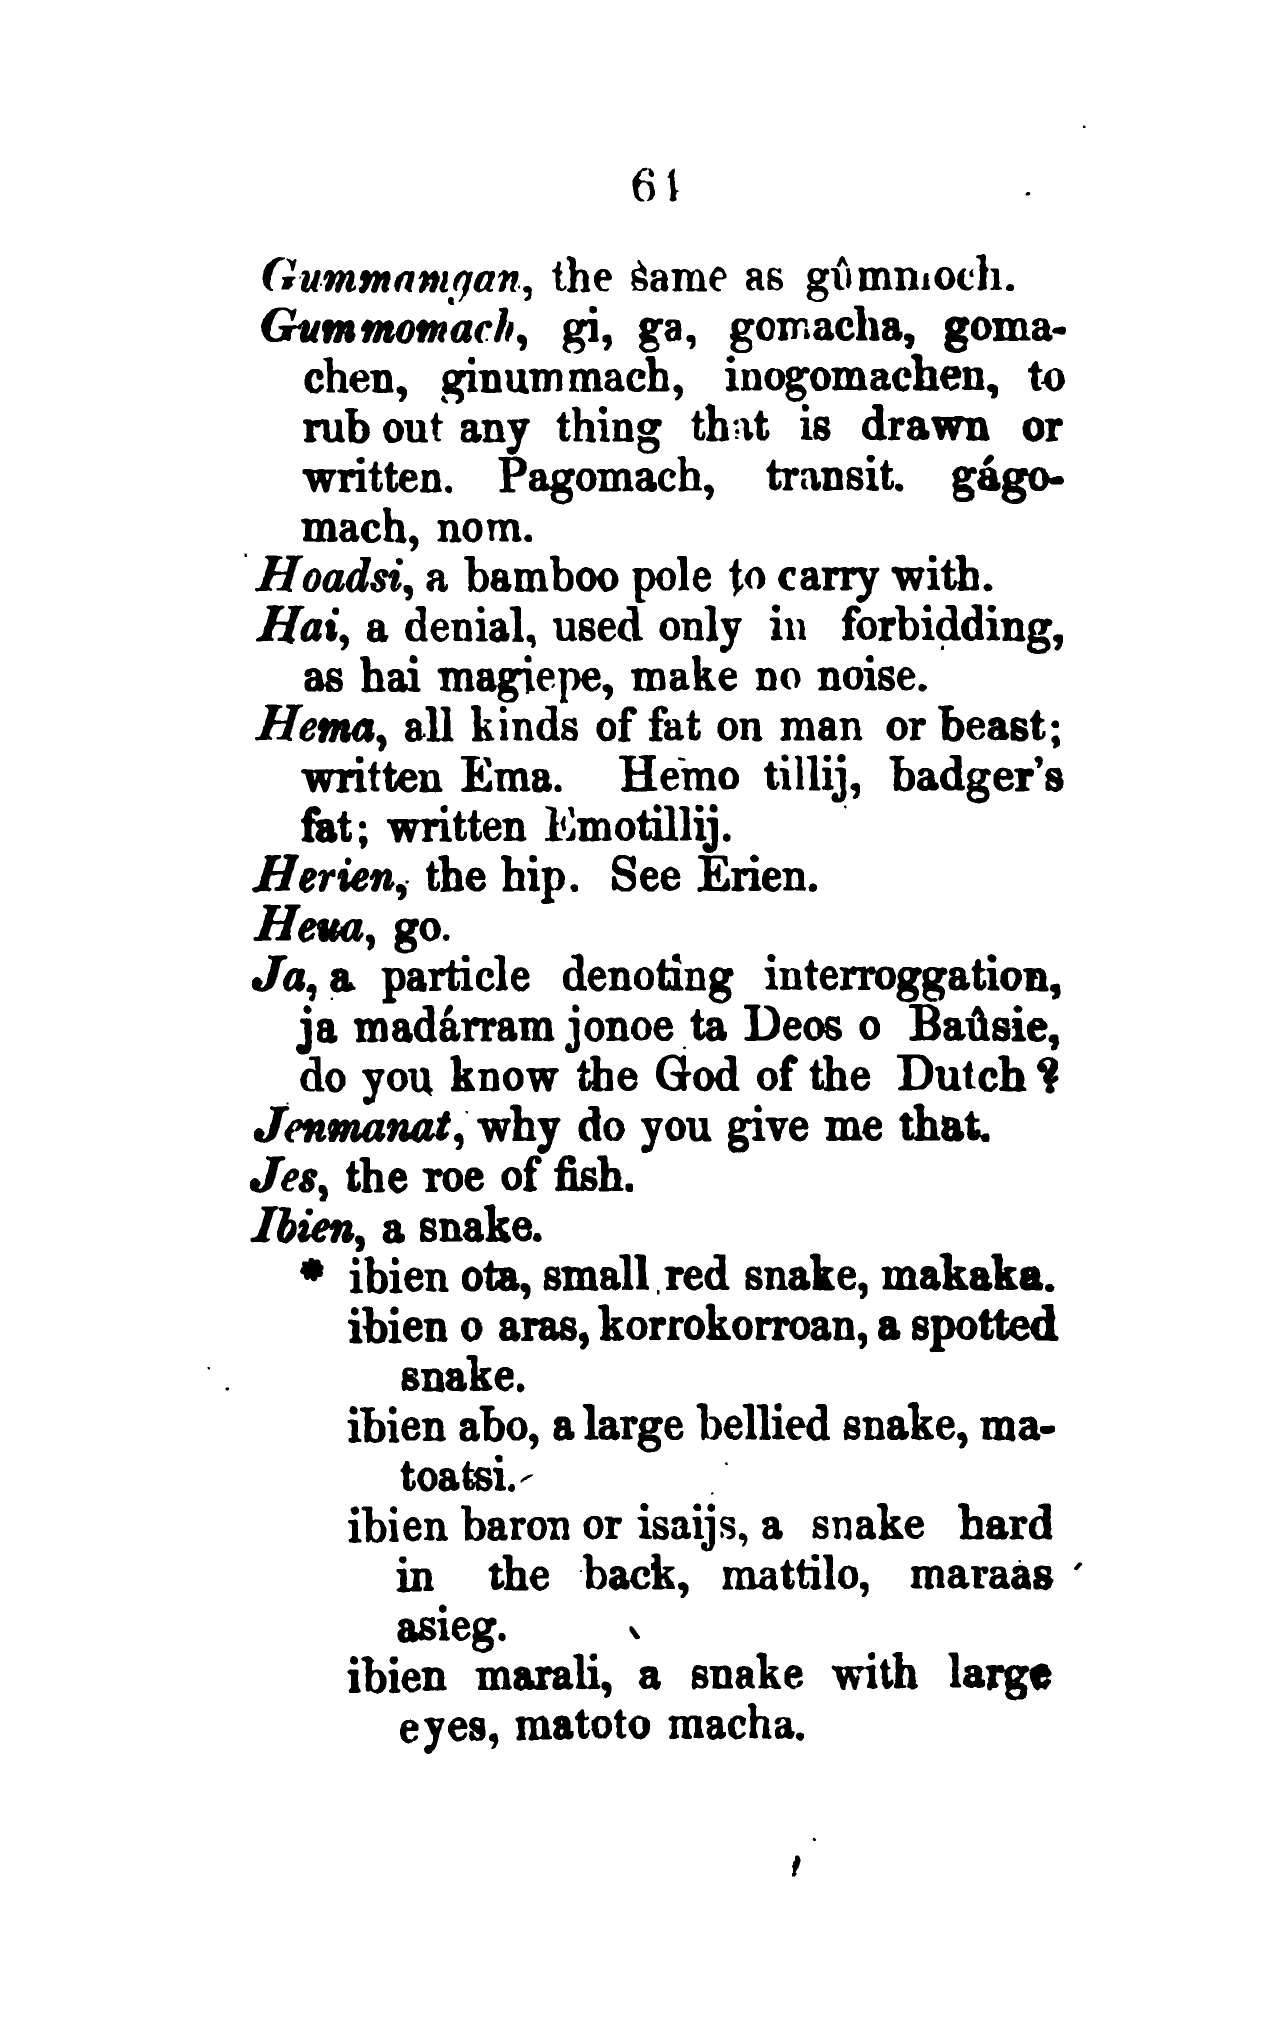 61
Gummamgan, the same as gûmmoch.
Gummomach, gi, ga, gomacha, goma-
chen, ginummach, inogomachen, to
rub out any thing that is drawn or
written. Pagomach, transit. gágo-
mach, nom.
Hoadsi, a bamboo pole to carry with.
Hai, a denial, used only in forbidding,
as hai magiepe, make no noise.
Hema, all kinds of fat on man or beast;
written Ema. Hemo tillij, badger's
fat; written Emotillij.
Herien, the hip. See Erien.
Heua, go.
Ja, a particle denoting interroggation,
ja madárram jonoe ta Deos o Baûsie,
do you know the God of the Dutch?
Jenmanat, why do you give me that.
Jes, the roe of fish.
Ibien, a snake.
* ibien ota, small red snake, makaka.
ibien o aras, korrokorroan, a spotted
snake.
ibien abo, a large bellied snake, ma-
toatsi.
ibien baron or isaijs, a snake hard
in the back, mattilo, maraas
asieg.
ibien marali, a snake with large
eyes, matoto macha.